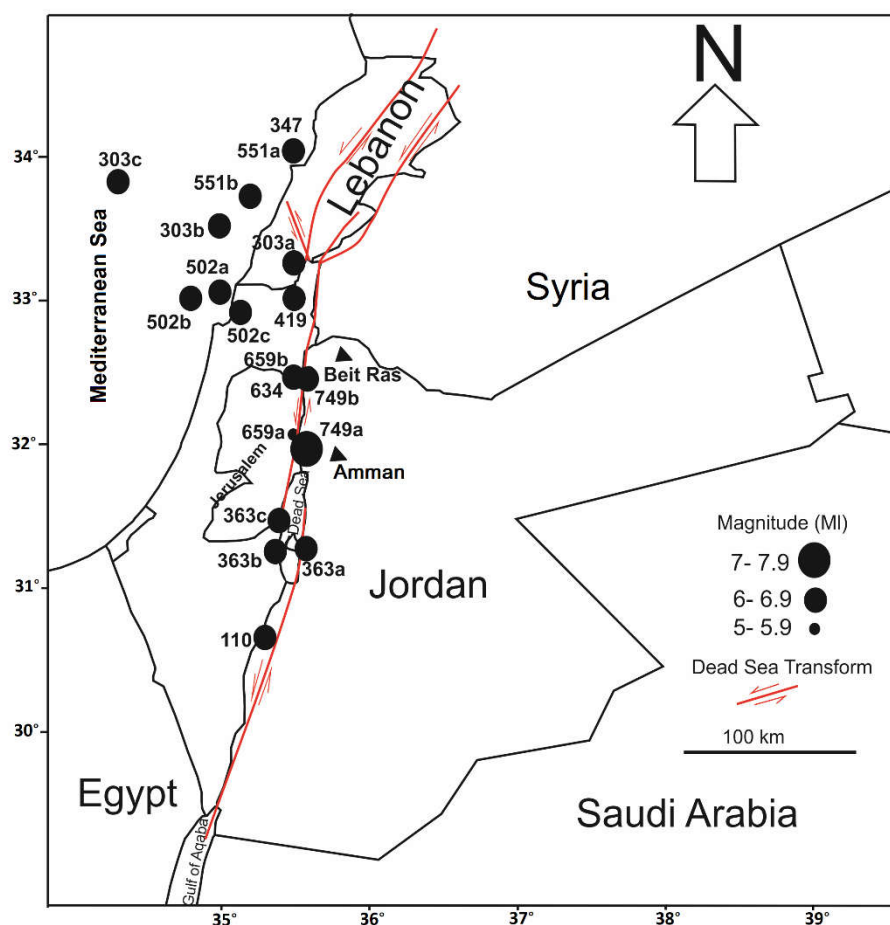 N
347
34°
551a
303c
Lebanon
551b
303b
303a
502a
Syria
33°
502b
502c
419
Mediterranean Sea
659b
Beit Ras
634
749b
659a
749a
32°
Amman
Jerusalem
Dead Sea
363c
Magnitude (Ml)
7- 7.9
363b
363a
6- 6.9
31°
Jordan
5- 5.9
110
Dead Sea Transform
30°
100 km
Egypt
Saudi Arabia
Gulf of Aqaba
35°
36°
37°
38°
39°